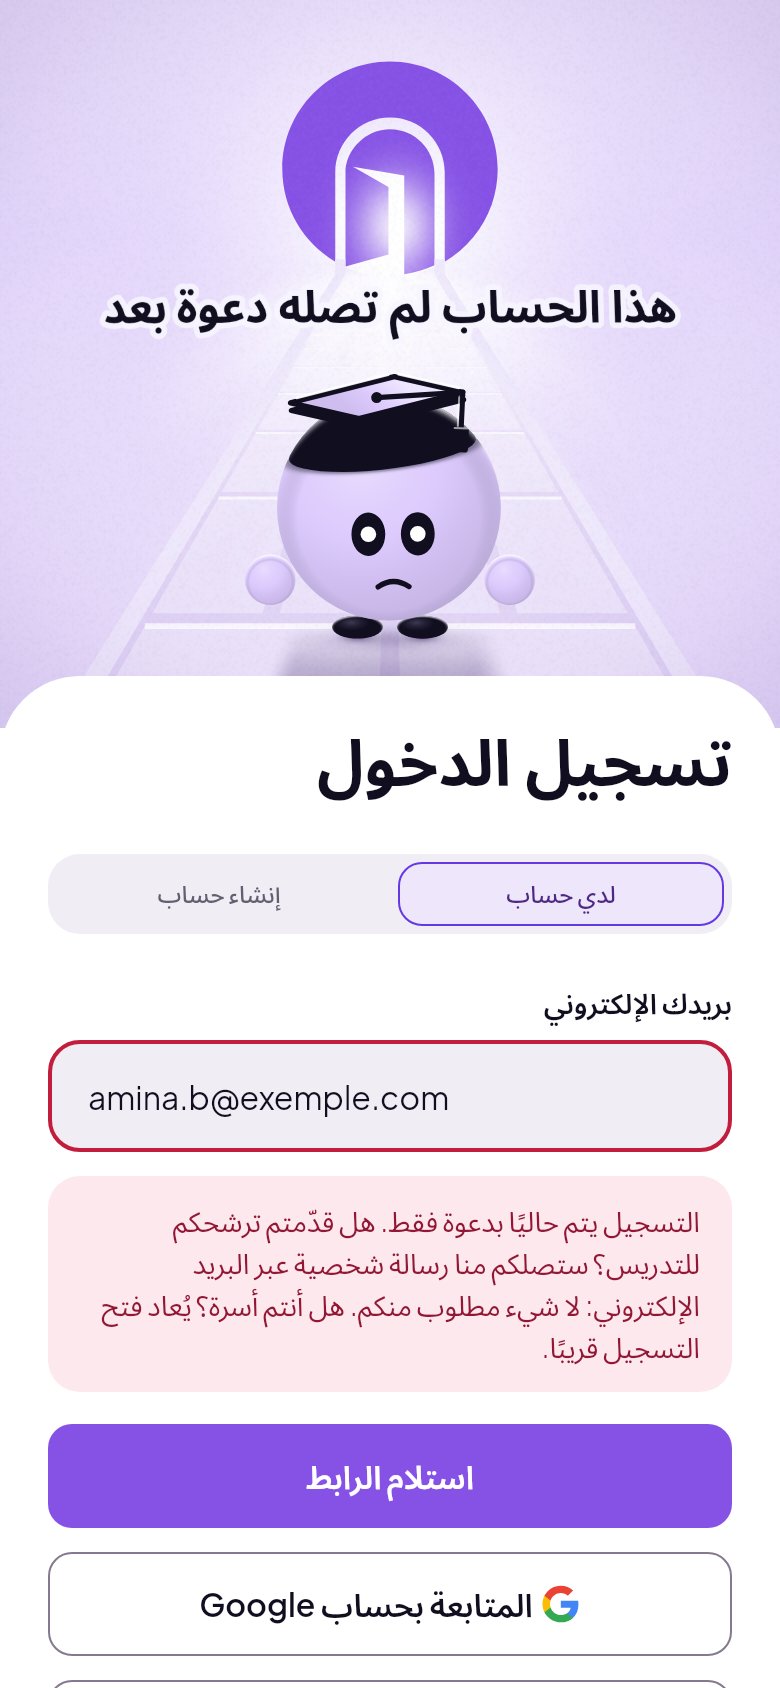 هذا الحساب لم تصله دعوة بعد
تسجيل الدخول
لدي حساب
إنشاء حساب
بريدك الإلكتروني
amina.b@exemple.com
التسجيل يتم حاليًا بدعوة فقط. هل قدّمتم ترشحكم
للتدريس؟ ستصلكم منا رسالة شخصية عبر البريد
الإلكتروني: لا شيء مطلوب منكم. هل أنتم أسرة؟ يُعاد فتح
التسجيل قريبًا.
استلام الرابط
المتابعة بحساب Google